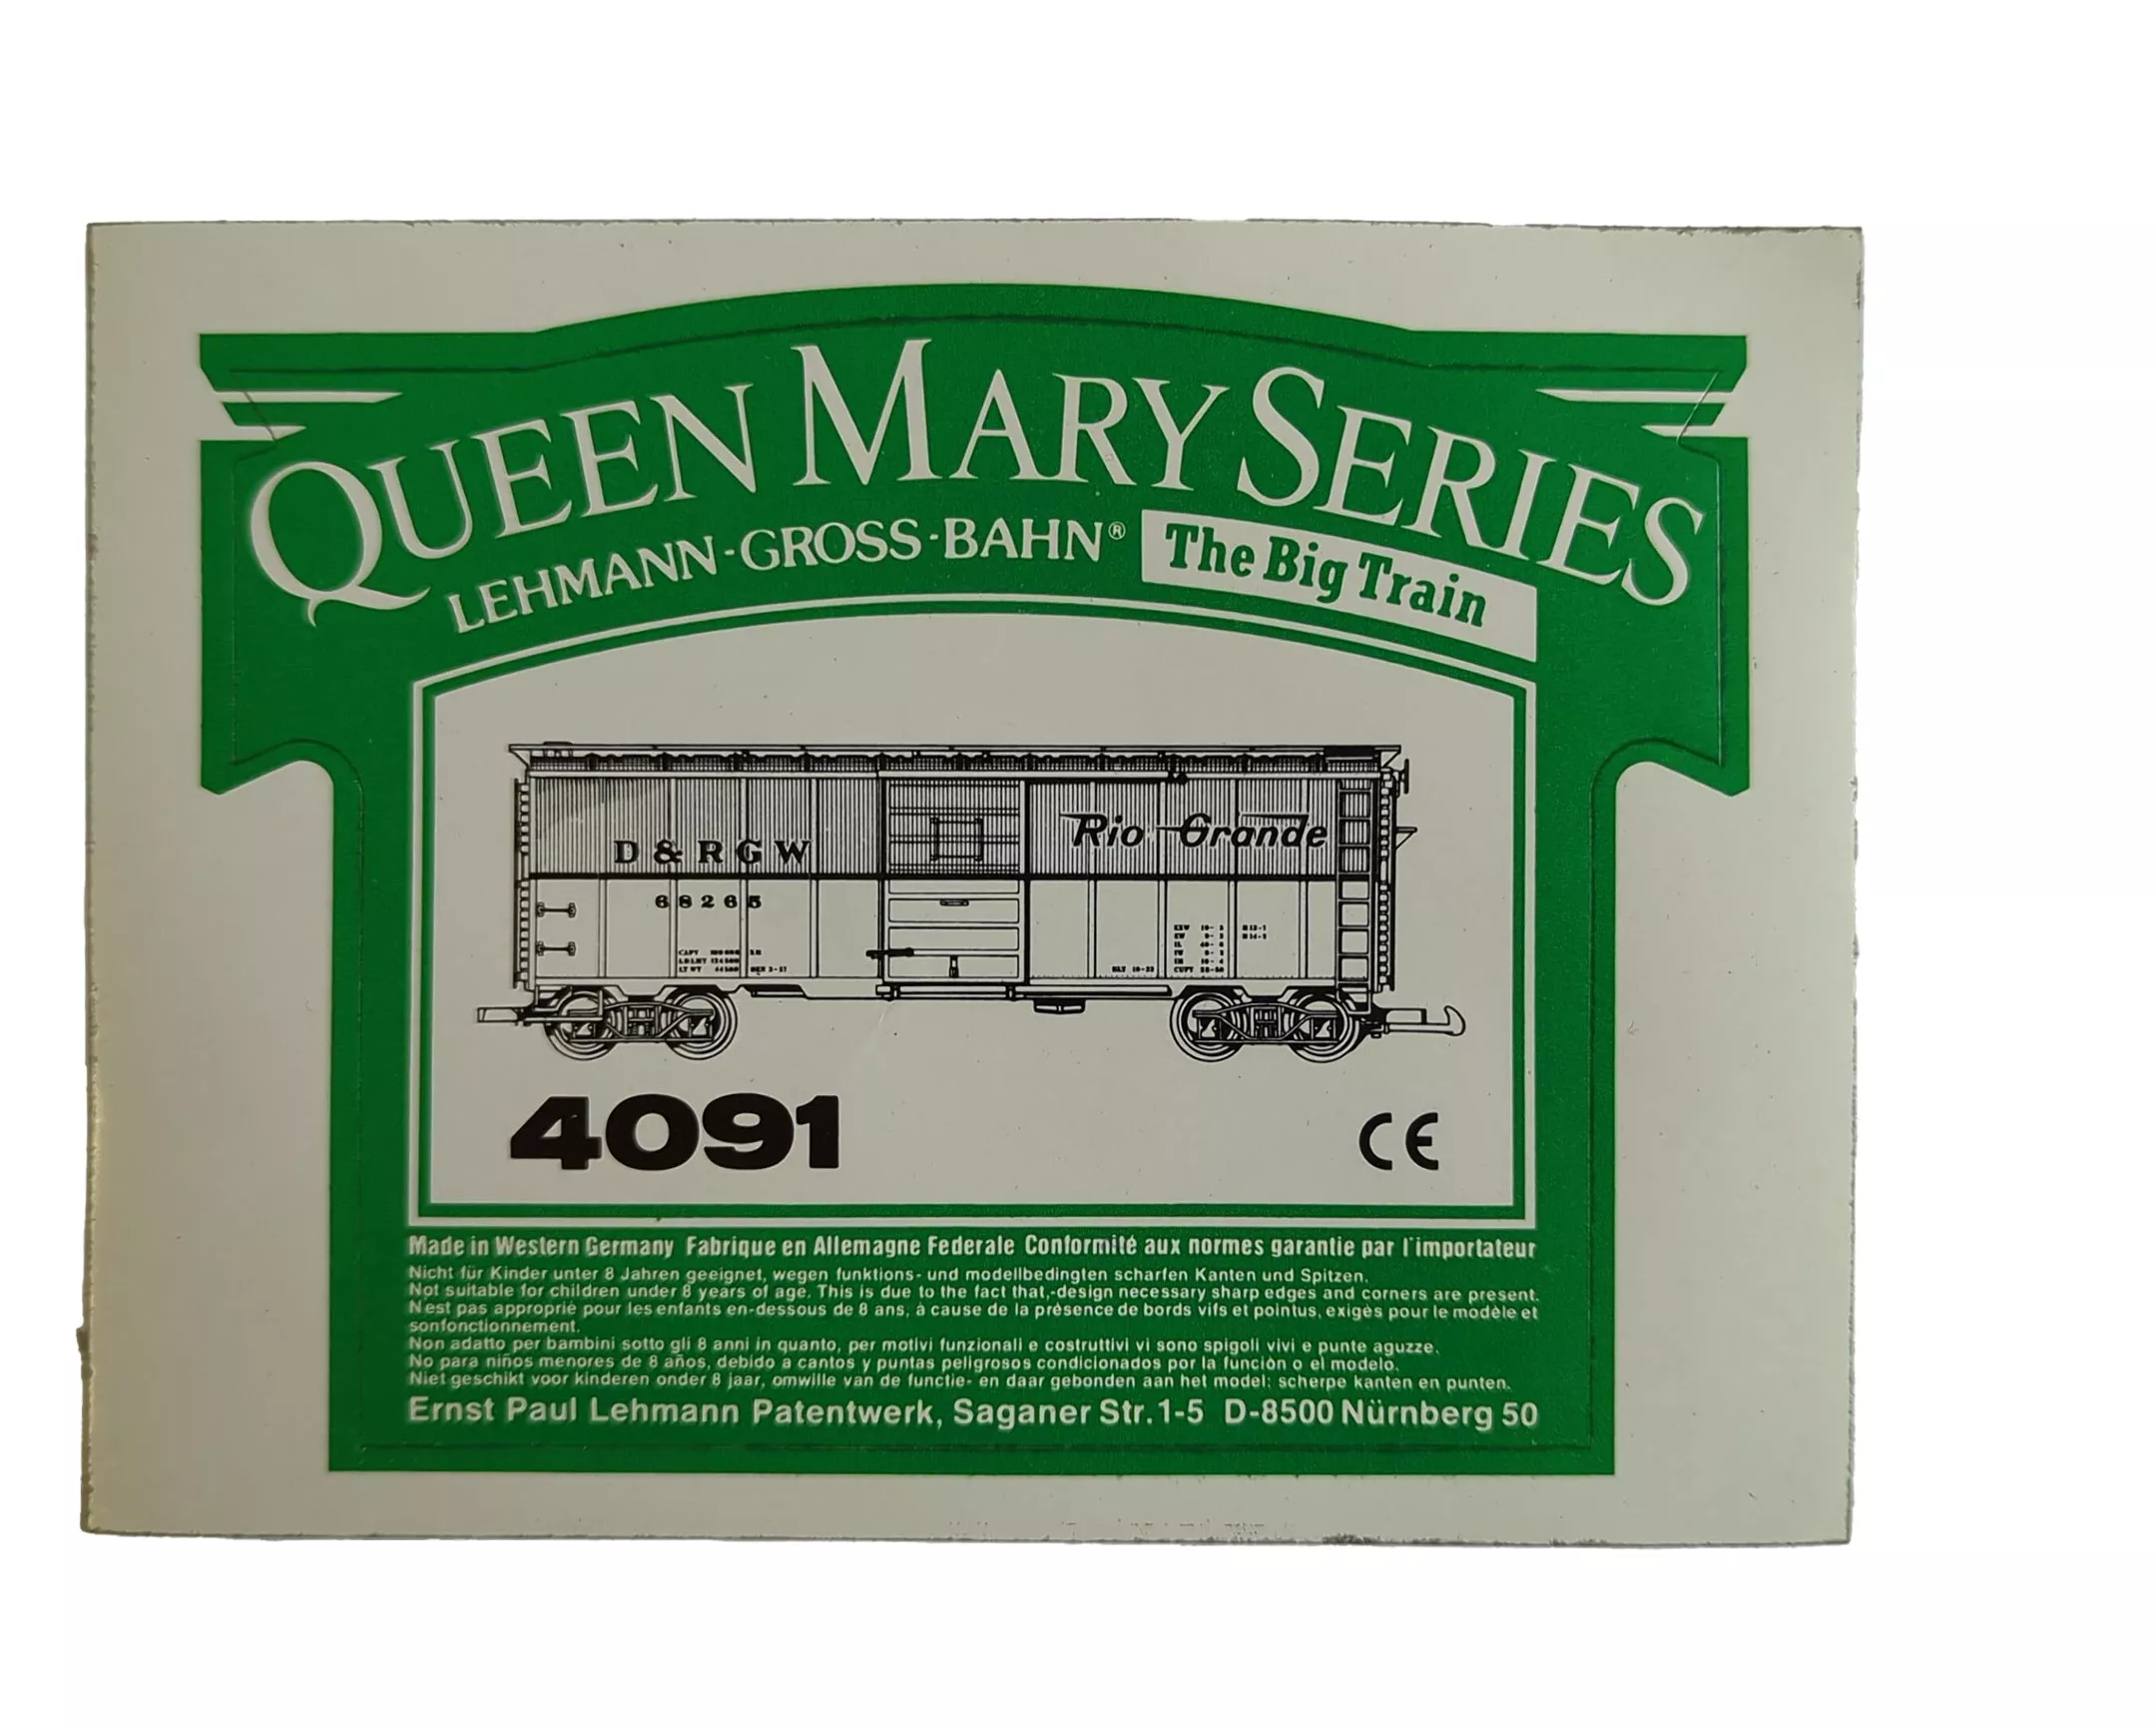 QUEEN MARY SERIES
LEHMANN-GROSS-BAHN® The Big Train
D & R G W
Rio Grande
68265
4091
CE
Made in Western Germany Fabrique en Allemagne Federale Conformité aux normes garantie par l'importateur
Nicht für Kinder unter 8 Jahren geeignet, wegen funktions- und modellbedingten scharfen Kanten und Spitzen.
Not suitable for children under 8 years of age. This is due to the fact that,-design necessary sharp edges and corners are present.
N'est pas approprié pour les enfants en-dessous de 8 ans, à cause de la présence de bords vifs et pointus, exigés pour le modèle et
sonfonctionnement.
Non adatto per bambini sotto gli 8 anni in quanto, per motivi funzionali e costruttivi vi sono spigoli vivi e punte aguzze.
No para niños menores de 8 años, debido a cantos y puntas peligrosos condicionados por la función o el modelo.
Niet geschikt voor kinderen onder 8 jaar, omwille van de functie- en daar gebonden aan het model: scherpe kanten en punten.
Ernst Paul Lehmann Patentwerk, Saganer Str.1-5 D-8500 Nürnberg 50